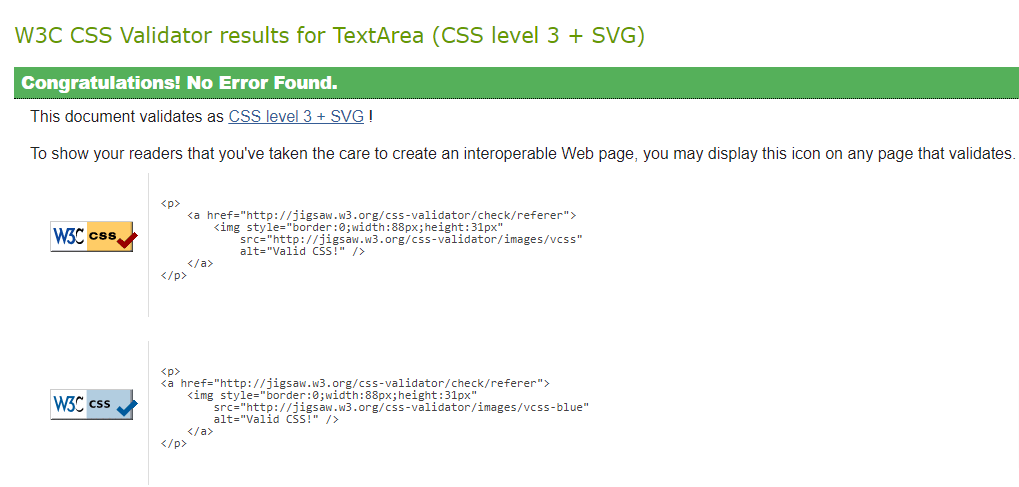 W3C CSS Validator results for TextArea (CSS level 3 + SVG)
Congratulations! No Error Found.
This document validates as CSS level 3 + SVG !
To show your readers that you've taken the care to create an interoperable Web page, you may display this icon on any page that validates.
W3C css
<p>
<a href="http://jigsaw.w3.org/css-validator/check/referer">
<img style="border:0;width:88px;height:31px"
src="http://jigsaw.w3.org/css-validator/images/vcss"
alt="Valid CSS!" />
</a>
</p>
W3C css
<p>
<a href="http://jigsaw.w3.org/css-validator/check/referer">
<img style="border:0;width:88px;height:31px"
src="http://jigsaw.w3.org/css-validator/images/vcss-blue"
alt="Valid CSS!" />
</a>
</p>